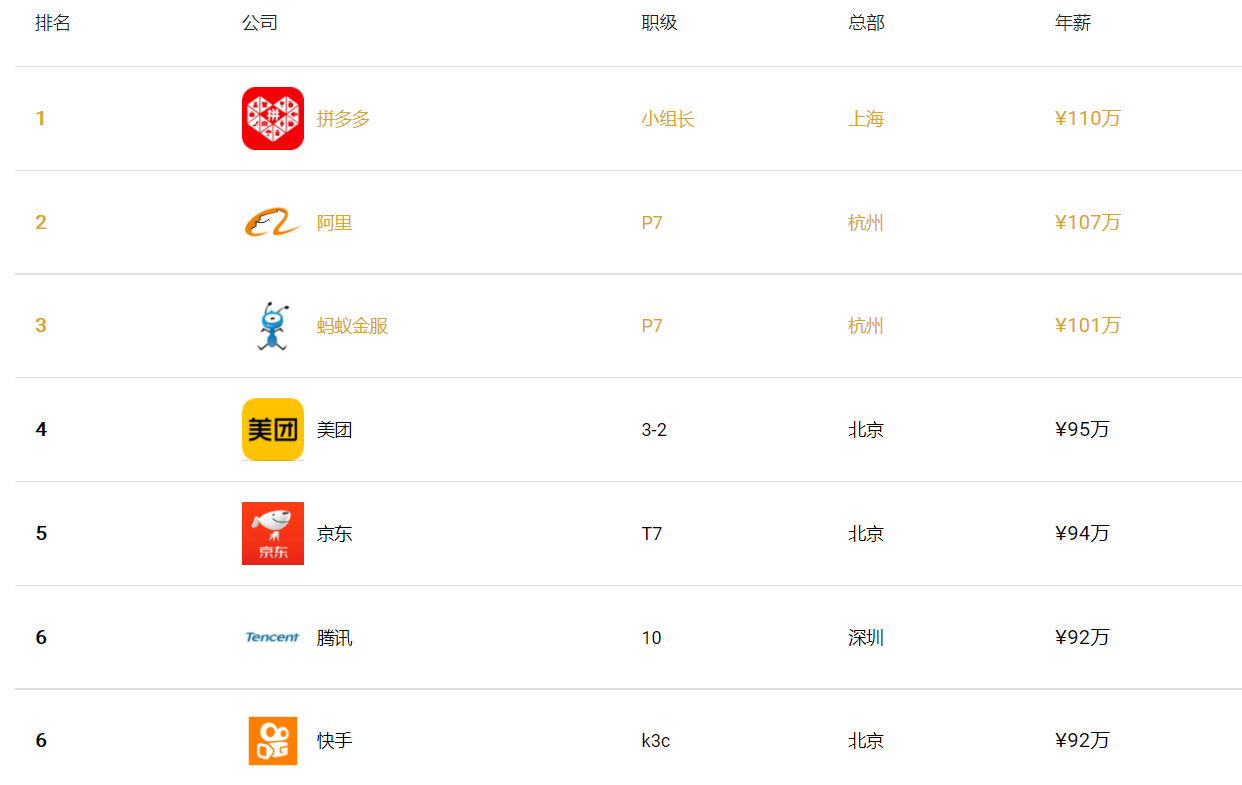 排名 公司 职级 总部 年薪
1 拼 拼多多 小组长 上海 ¥110万
2 阿里 P7 杭州 ¥107万
3 蚂蚁金服 P7 杭州 ¥101万
4 美团 美团 3-2 北京 ¥95万
5 京东 京东 T7 北京 ¥94万
6 Tencent 腾讯 10 深圳 ¥92万
6 快手 k3c 北京 ¥92万